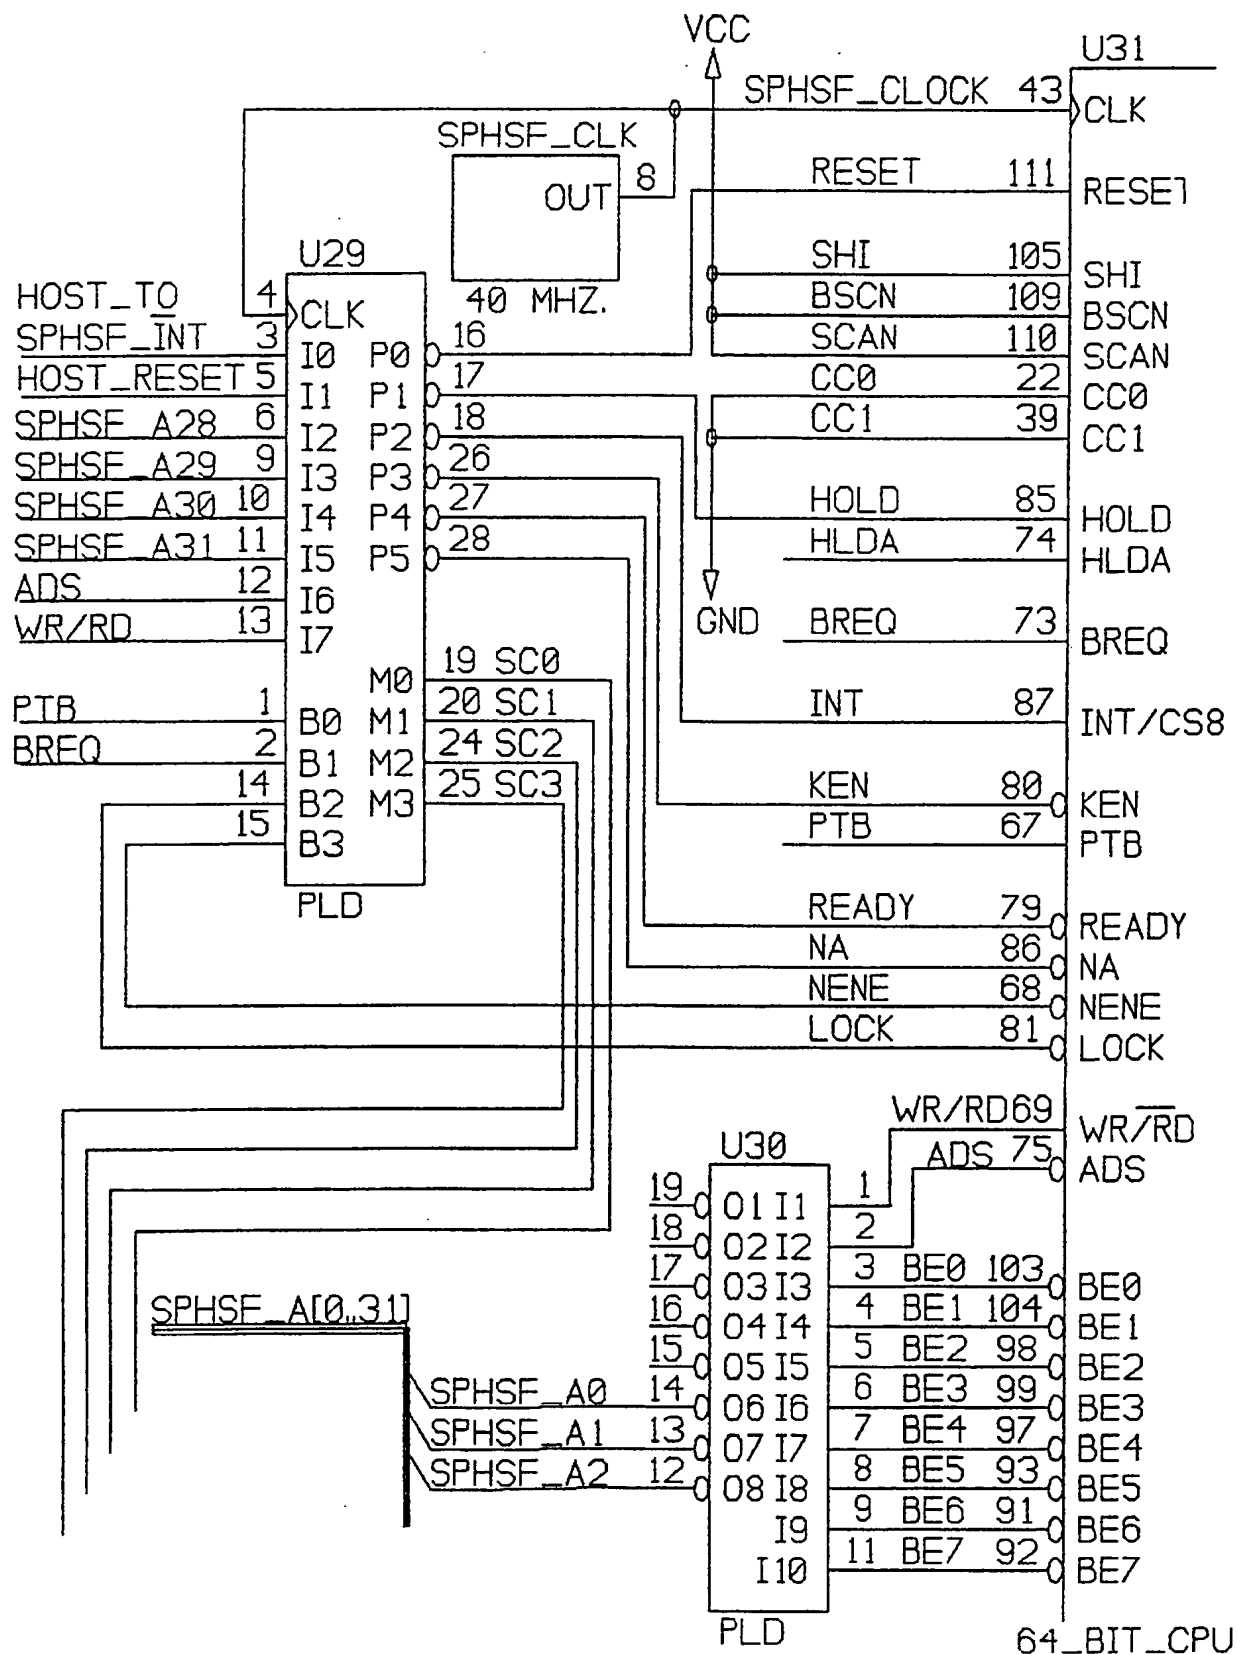 VCC
U31
SPHSF_CLOCK 43 CLK
SPHSF_CLK
OUT 8
40 MHZ.
RESET 111 RESET
SHI 105 SHI
BSCN 109 BSCN
SCAN 110 SCAN
CC0 22 CC0
CC1 39 CC1
HOLD 85 HOLD
HLDA 74 HLDA
GND
BREQ 73 BREQ
INT 87 INT/CS8
KEN 80 KEN
PTB 67 PTB
READY 79 READY
NA 86 NA
NENE 68 NENE
LOCK 81 LOCK
WR/RD 69 WR/RD
ADS 75 ADS
U29
HOST_TO 4 CLK
SPHSF_INT 3 I0 P0 16
HOST_RESET 5 I1 P1 17
SPHSF_A28 6 I2 P2 18
SPHSF_A29 9 I3 P3 26
SPHSF_A30 10 I4 P4 27
SPHSF_A31 11 I5 P5 28
ADS 12 I6
WR/RD 13 I7
M0 19 SC0
PTB 1 B0 M1 20 SC1
BREQ 2 B1 M2 24 SC2
14 B2 M3 25 SC3
15 B3
PLD
U30
19 O1 I1 1
18 O2 I2 2
17 O3 I3 3 BE0 103 BE0
16 O4 I4 4 BE1 104 BE1
15 O5 I5 5 BE2 98 BE2
SPHSF_A[0..31]
SPHSF_A0 14 O6 I6 6 BE3 99 BE3
SPHSF_A1 13 O7 I7 7 BE4 97 BE4
SPHSF_A2 12 O8 I8 8 BE5 93 BE5
I9 9 BE6 91 BE6
I10 11 BE7 92 BE7
PLD
64_BIT_CPU